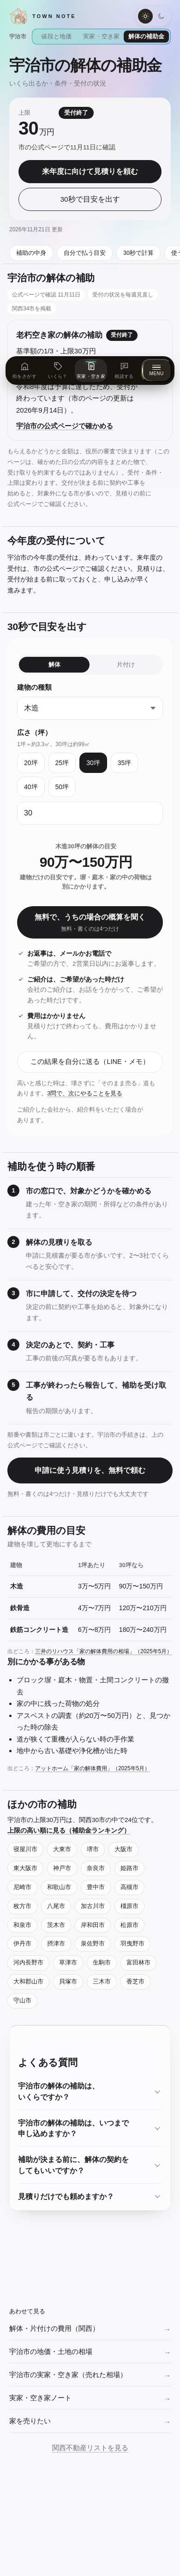 TOWN NOTE
宇治市
値段と地価
実家・空き家
解体の補助金
宇治市の解体の補助金
いくら出るか・条件・受付の状況
上限
受付終了
30万円
市の公式ページで11月11日に確認
来年度に向けて見積りを頼む
30秒で目安を出す
2026年11月21日 更新
補助の中身
自分で払う目安
30秒で計算
宇治市の解体の補助
公式ページで確認 11月11日
受付の状況を毎週見直し
関西34市を掲載
老朽空き家の解体の補助
受付終了
基準額の1/3・上限30万円
街をさがす
いくら？
実家・空き家
相談する
MENU
令和8年度は予算に達したため、受付が
終わっています（市のページの更新は
2026年9月14日）。
宇治市の公式ページで確かめる
もらえるかどうかと金額は、役所の審査で決まります（この
ページは、確かめた日の公式の内容をまとめた物で、
受け取れるのを約束するものではありません）。受付・条件・
上限は変わります。交付が決まる前に契約や工事を
始めると、対象外になる市が多いので、見積りの前に
公式ページでご確認ください。
今年度の受付について
宇治市の今年度の受付は、終わっています。来年度の
受付は、市の公式ページでご確認ください。見積りは、
受付が始まる前に取っておくと、申し込みが早く
進みます。
30秒で目安を出す
解体
片付け
建物の種類
木造
広さ（坪）
1坪＝約3.3㎡、30坪は約99㎡
20坪
25坪
30坪
35坪
40坪
50坪
30
木造30坪の解体の目安
90万〜150万円
建物だけの目安です。塀・庭木・家の中の荷物は
別にかかります。
無料で、うちの場合の概算を聞く
無料・書くのは4つだけ
お返事は、メールかお電話で
ご希望の方で、2営業日以内にお返事します。
ご紹介は、ご希望があった時だけ
会社のご紹介は、お話をうかがって、ご希望が
あった時だけです。
費用はかかりません
見積りだけで終わっても、費用はかかりませ
ん。
この結果を自分に送る（LINE・メモ）
高いと感じた時は、壊さずに「そのまま売る」道も
あります。3問で、次にやることを見る
ご紹介した会社から、紹介料をいただく場合が
あります。
補助を使う時の順番
1
市の窓口で、対象かどうかを確かめる
建った年・空き家の期間・所得などの条件があり
ます。
2
解体の見積りを取る
申請に見積書が要る市が多いです。2〜3社でくら
べると安心です。
3
市に申請して、交付の決定を待つ
決定の前に契約や工事を始めると、対象外になり
ます。
4
決定のあとで、契約・工事
工事の前後の写真が要る市もあります。
5
工事が終わったら報告して、補助を受け取
る
報告の期限があります。
順番や書類は市ごとに違います。宇治市の手続きは、上の
公式ページでご確認ください。
申請に使う見積りを、無料で頼む
無料・書くのは4つだけ・見積りだけでも大丈夫です
解体の費用の目安
建物を壊して更地にするまで
建物
1坪あたり
30坪なら
木造
3万〜5万円
90万〜150万円
鉄骨造
4万〜7万円
120万〜210万円
鉄筋コンクリート造
6万〜8万円
180万〜240万円
出どころ：三井のリハウス「家の解体費用の相場」（2025年5月）
別にかかる事がある物
ブロック塀・庭木・物置・土間コンクリートの撤
去
家の中に残った荷物の処分
アスベストの調査（約20万〜50万円）と、見つか
った時の除去
道が狭くて重機が入らない時の手作業
地中から古い基礎や浄化槽が出た時
出どころ：アットホーム「家の解体費用」（2025年5月）
ほかの市の補助
宇治市の上限30万円は、関西30市の中で24位です。
上限の高い順に見る（補助金ランキング）
寝屋川市
大東市
堺市
大阪市
東大阪市
神戸市
奈良市
姫路市
尼崎市
和歌山市
豊中市
高槻市
枚方市
八尾市
加古川市
橿原市
和泉市
茨木市
岸和田市
松原市
伊丹市
摂津市
泉佐野市
羽曳野市
河内長野市
草津市
生駒市
富田林市
大和郡山市
貝塚市
三木市
香芝市
守山市
よくある質問
宇治市の解体の補助は、
いくらですか？
宇治市の解体の補助は、いつまで
申し込めますか？
補助が決まる前に、解体の契約を
してもいいですか？
見積りだけでも頼めますか？
あわせて見る
解体・片付けの費用（関西）
→
宇治市の地価・土地の相場
→
宇治市の実家・空き家（売れた相場）
→
実家・空き家ノート
→
家を売りたい
→
関西不動産リストを見る